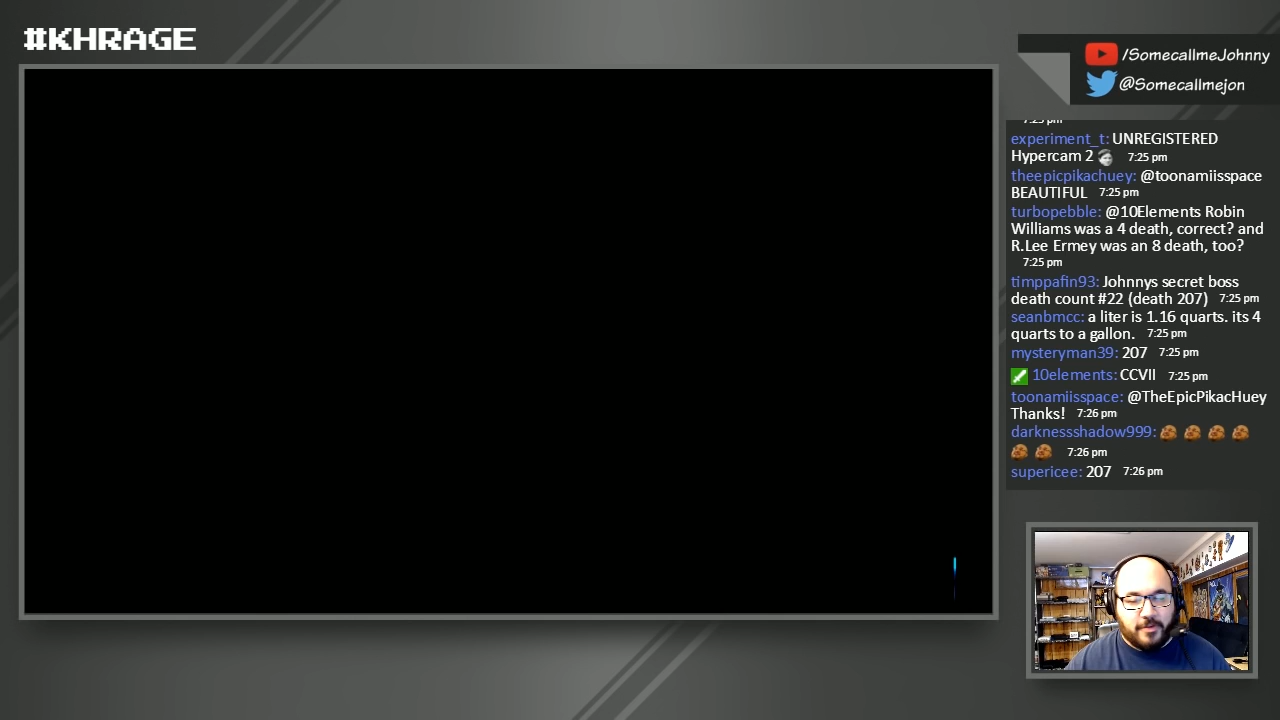 #KHRAGE
/SomecallmeJohnny
@Somecallmejon
7:25 pm
experiment_t: UNREGISTERED
Hypercam 2 7:25 pm
theepicpikachuey: @toonamiisspace
BEAUTIFUL 7:25 pm
turbopebble: @10Elements Robin
Williams was a 4 death, correct? and
R.Lee Ermey was an 8 death, too?
7:25 pm
timppafin93: Johnnys secret boss
death count #22 (death 207) 7:25 pm
seanbmcc: a liter is 1.16 quarts. its 4
quarts to a gallon. 7:25 pm
mysteryman39: 207 7:25 pm
10elements: CCVII 7:25 pm
toonamiisspace: @TheEpicPikacHuey
Thanks! 7:26 pm
darknessshadow999:
7:26 pm
supericee: 207 7:26 pm